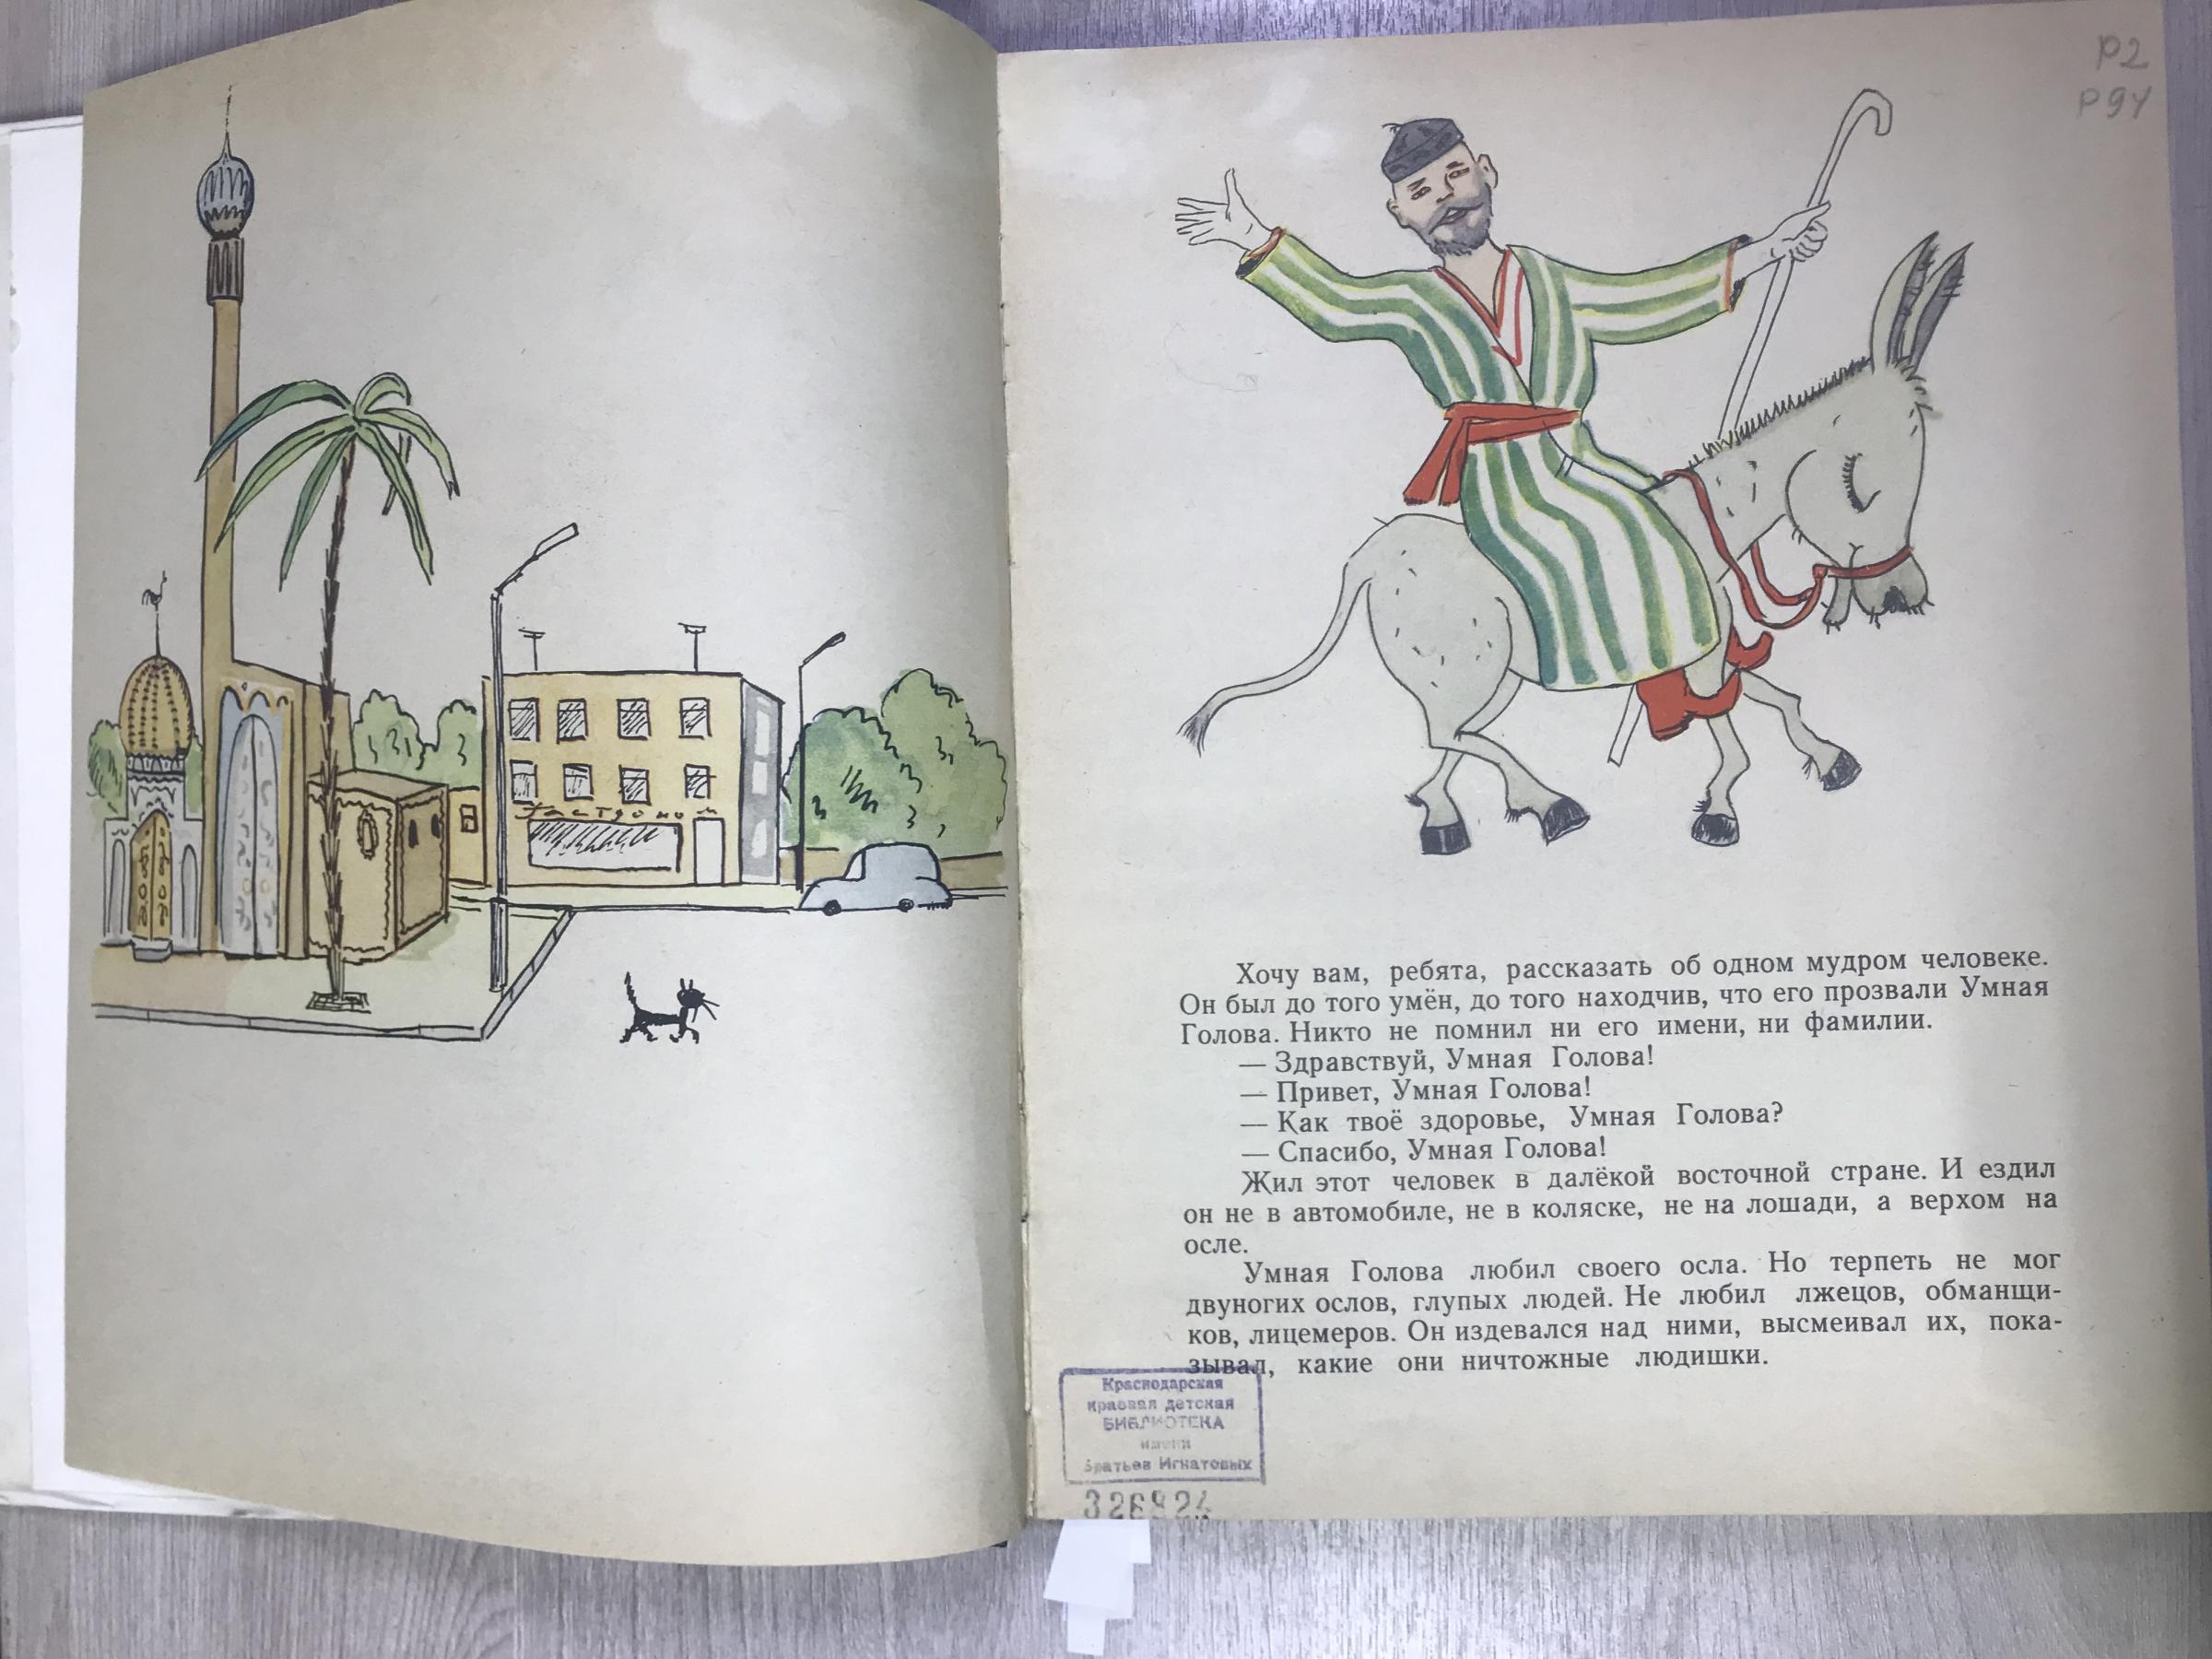 Гастроном
Р2
Р94
Хочу вам, ребята, рассказать об одном мудром человеке.
Он был до того умён, до того находчив, что его прозвали Умная
Голова. Никто не помнил ни его имени, ни фамилии.
— Здравствуй, Умная Голова!
— Привет, Умная Голова!
— Как твоё здоровье, Умная Голова?
— Спасибо, Умная Голова!
Жил этот человек в далёкой восточной стране. И ездил
он не в автомобиле, не в коляске, не на лошади, а верхом на
осле.
Умная Голова любил своего осла. Но терпеть не мог
двуногих ослов, глупых людей. Не любил лжецов, обманщи-
ков, лицемеров. Он издевался над ними, высмеивал их, пока-
зывал, какие они ничтожные людишки.
Краснодарская
краевая детская
БИБЛИОТЕКА
имени
братьев Игнатовых